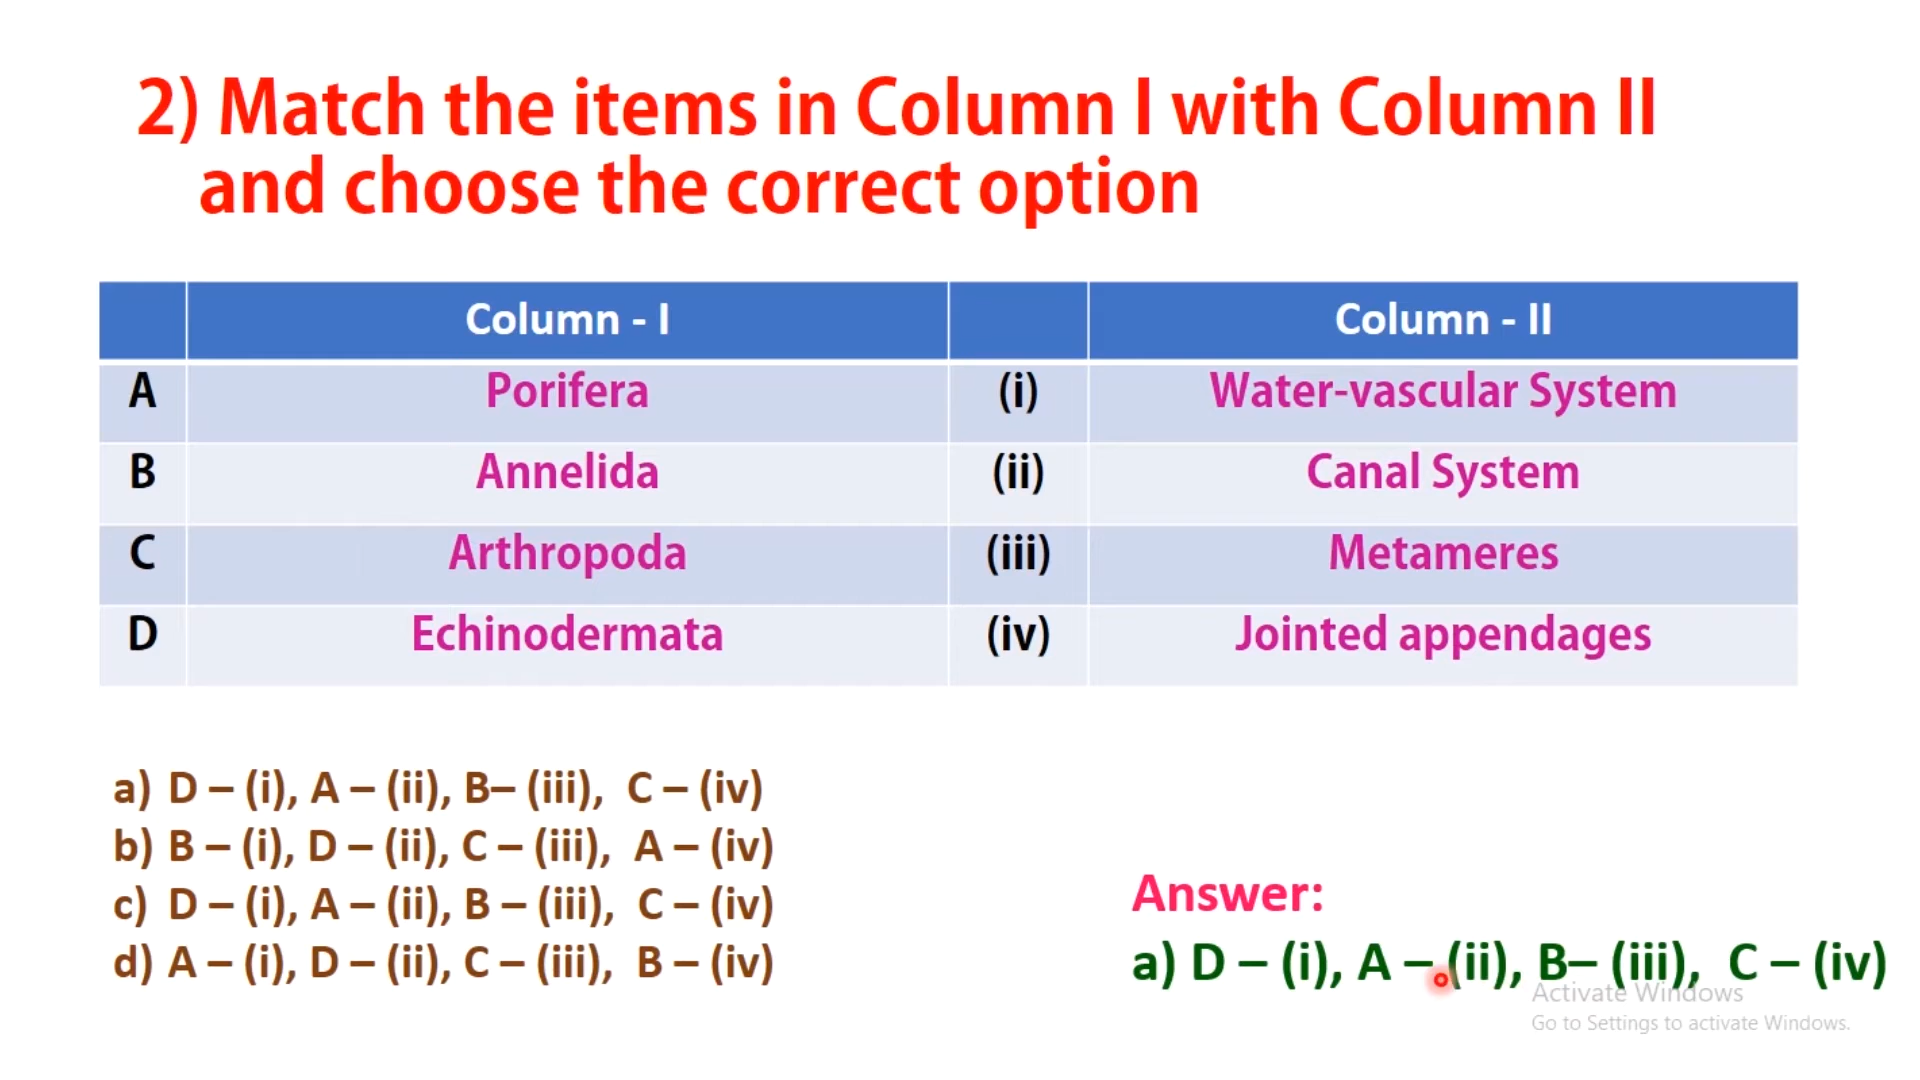 2) Match the items in Column I with Column II
and choose the correct option
Column - I Column - II
A Porifera (i) Water-vascular System
B Annelida (ii) Canal System
C Arthropoda (iii) Metameres
D Echinodermata (iv) Jointed appendages
a) D – (i), A – (ii), B– (iii), C – (iv)
b) B – (i), D – (ii), C – (iii), A – (iv)
c) D – (i), A – (ii), B – (iii), C – (iv)
d) A – (i), D – (ii), C – (iii), B – (iv)
Answer:
a) D – (i), A – (ii), B– (iii), C – (iv)
Activate Windows
Go to Settings to activate Windows.